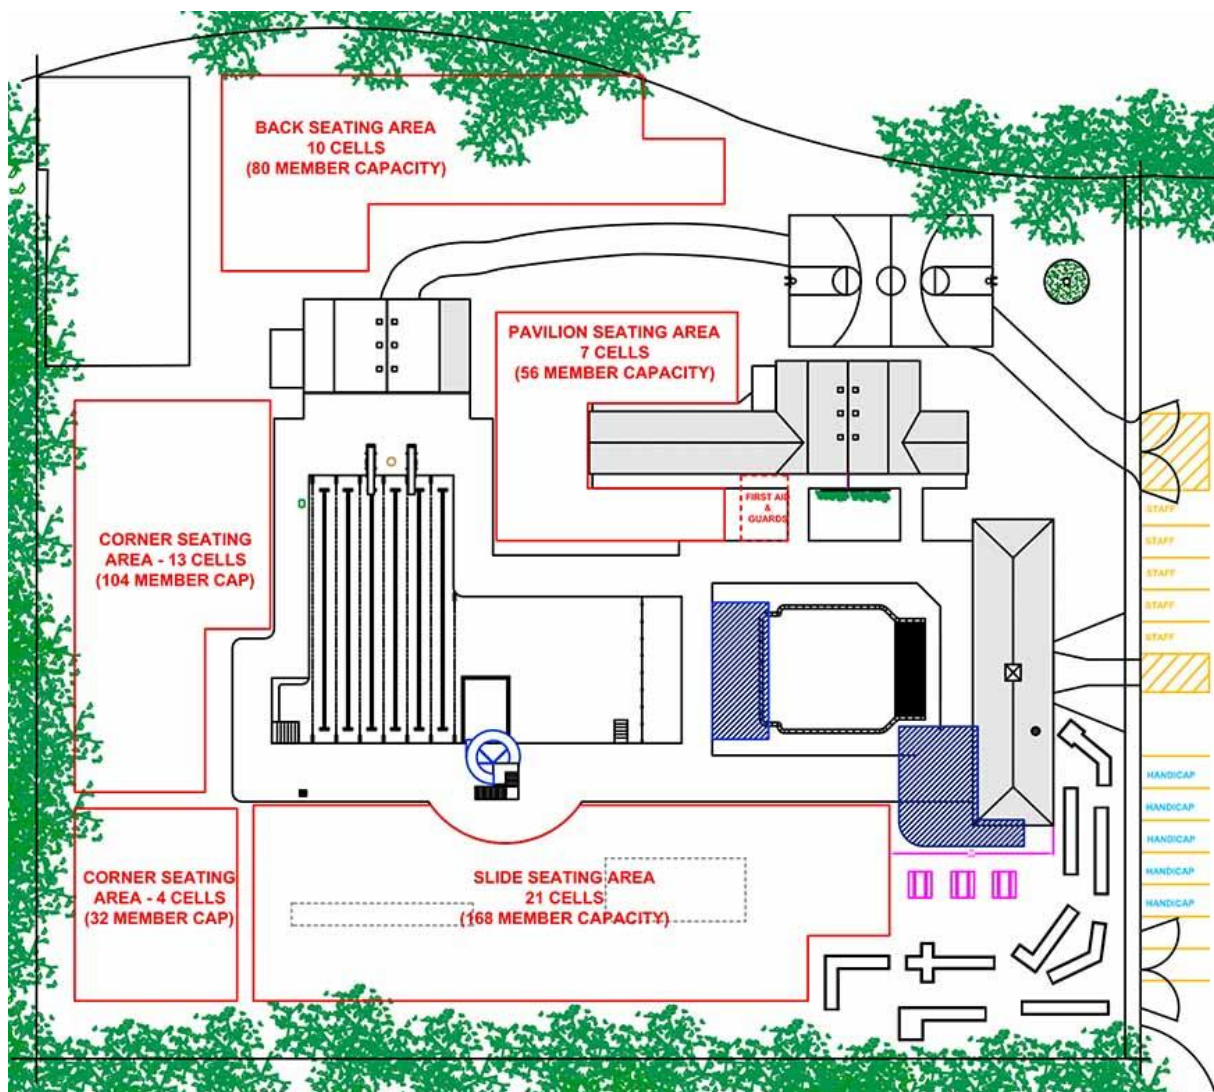 BACK SEATING AREA
10 CELLS
(80 MEMBER CAPACITY)
PAVILION SEATING AREA
7 CELLS
(56 MEMBER CAPACITY)
FIRST AID
&
GUARDS
CORNER SEATING
AREA - 13 CELLS
(104 MEMBER CAP)
STAFF
STAFF
STAFF
STAFF
STAFF
HANDICAP
HANDICAP
HANDICAP
HANDICAP
HANDICAP
CORNER SEATING
AREA - 4 CELLS
(32 MEMBER CAP)
SLIDE SEATING AREA
21 CELLS
(168 MEMBER CAPACITY)